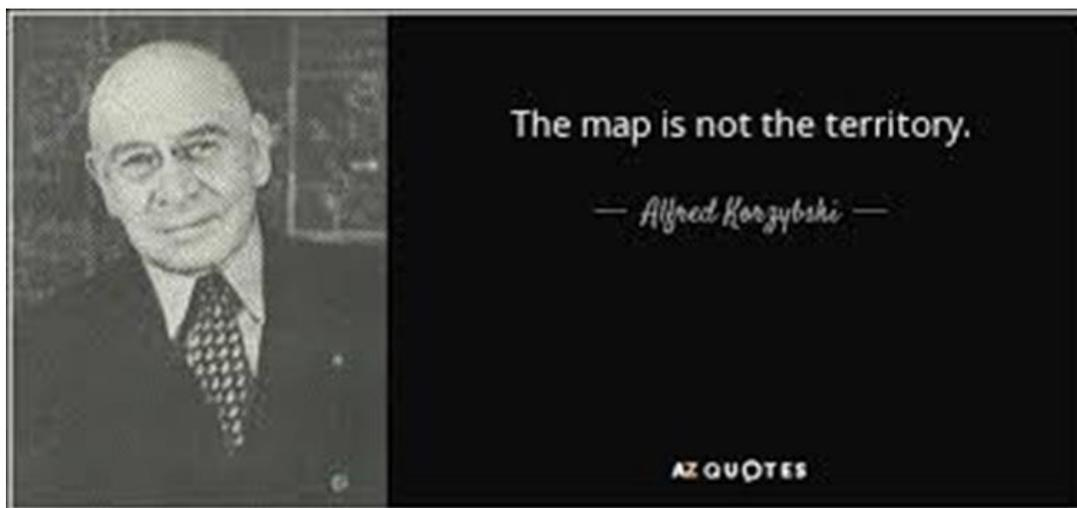 The map is not the territory.
— Alfred Korzybski —
AZ QUOTES